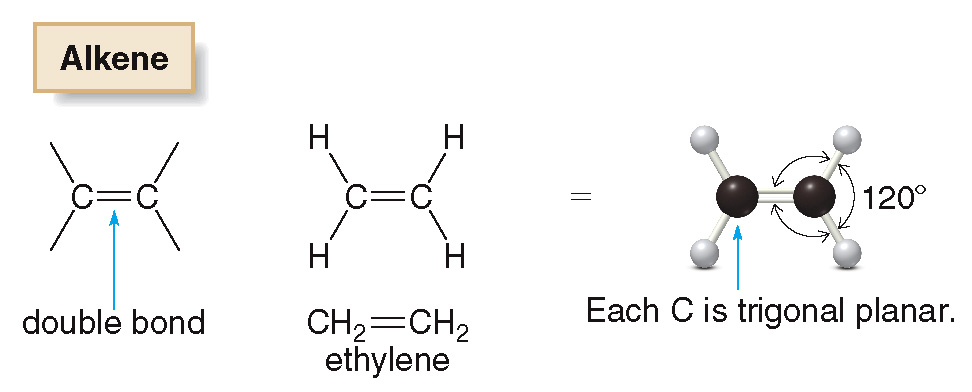 Alkene
C=C
double bond
H H
C=C
H H
CH₂=CH₂
ethylene
=
120°
Each C is trigonal planar.